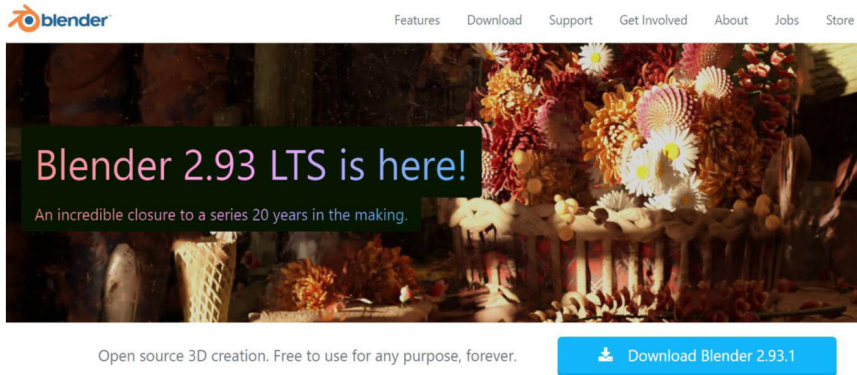 blender
Features Download Support Get Involved About Jobs Store
Blender 2.93 LTS is here!
An incredible closure to a series 20 years in the making.
Open source 3D creation. Free to use for any purpose, forever.
Download Blender 2.93.1